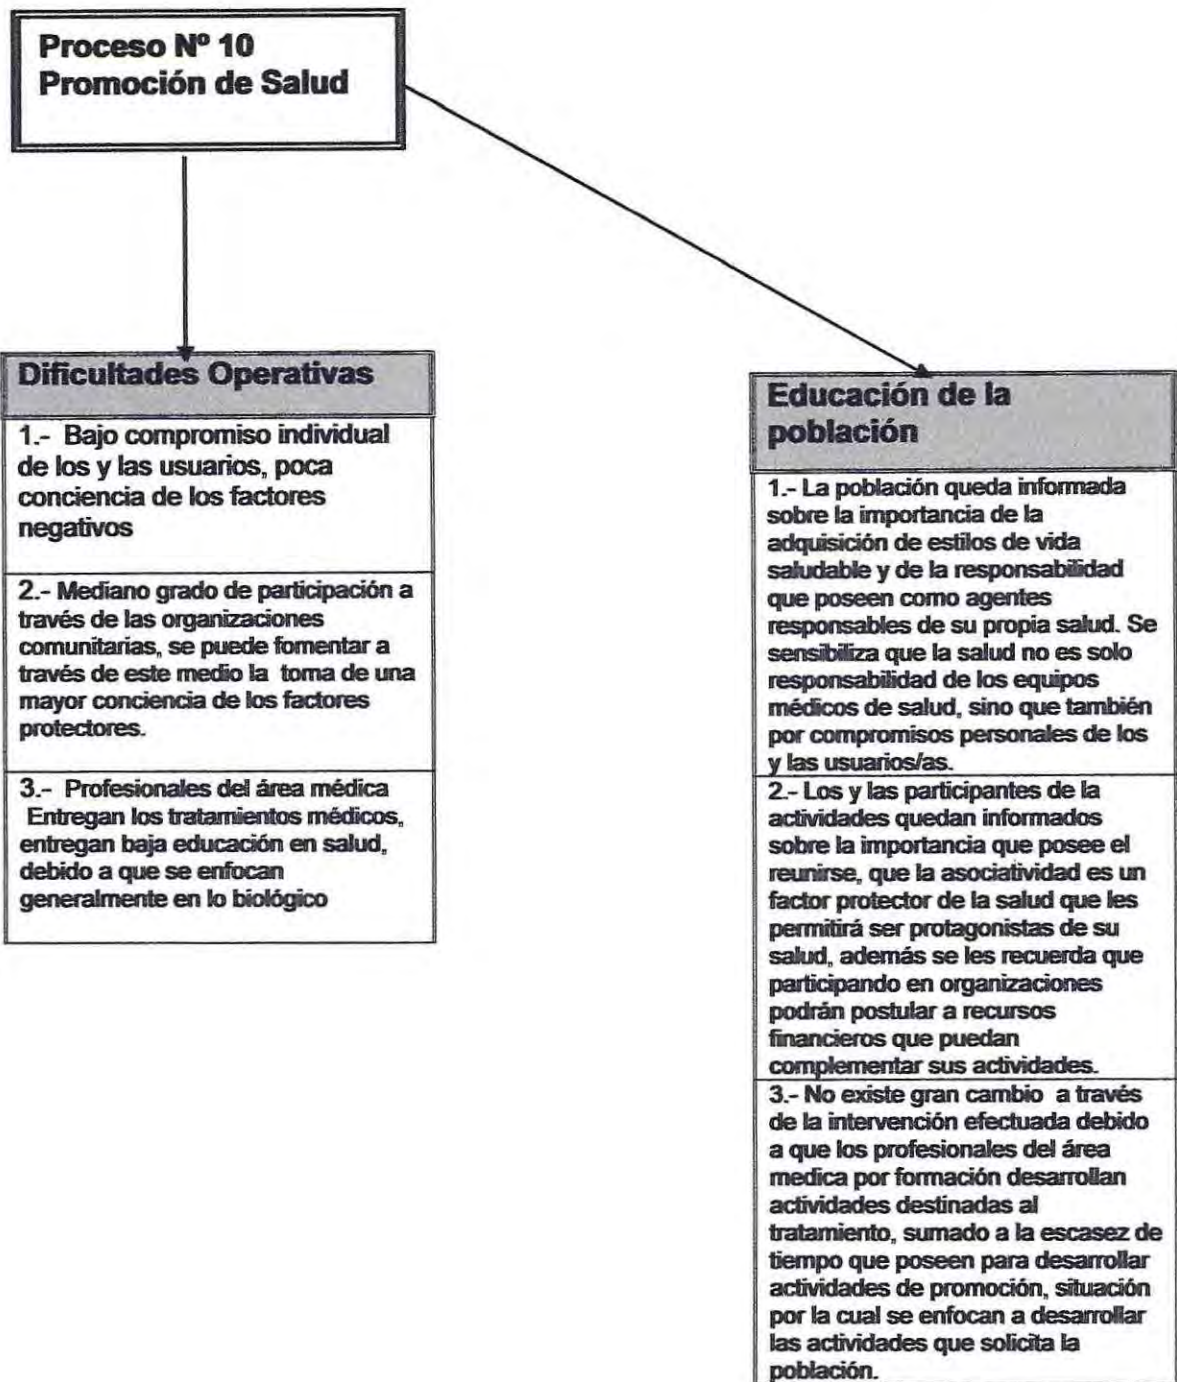 Proceso Nº 10
Promoción de Salud
Dificultades Operativas
1.- Bajo compromiso individual
de los y las usuarios, poca
conciencia de los factores
negativos
2.- Mediano grado de participación a
través de las organizaciones
comunitarias, se puede fomentar a
través de este medio la toma de una
mayor conciencia de los factores
protectores.
3.- Profesionales del área médica
Entregan los tratamientos médicos,
entregan baja educación en salud,
debido a que se enfocan
generalmente en lo biológico
Educación de la
población
1.- La población queda informada
sobre la importancia de la
adquisición de estilos de vida
saludable y de la responsabilidad
que poseen como agentes
responsables de su propia salud. Se
sensibiliza que la salud no es solo
responsabilidad de los equipos
médicos de salud, sino que también
por compromisos personales de los
y las usuarios/as.
2.- Los y las participantes de la
actividades quedan informados
sobre la importancia que posee el
reunirse, que la asociatividad es un
factor protector de la salud que les
permitirá ser protagonistas de su
salud, además se les recuerda que
participando en organizaciones
podrán postular a recursos
financieros que puedan
complementar sus actividades.
3.- No existe gran cambio a través
de la intervención efectuada debido
a que los profesionales del área
medica por formación desarrollan
actividades destinadas al
tratamiento, sumado a la escasez de
tiempo que poseen para desarrollar
actividades de promoción, situación
por la cual se enfocan a desarrollar
las actividades que solicita la
población.